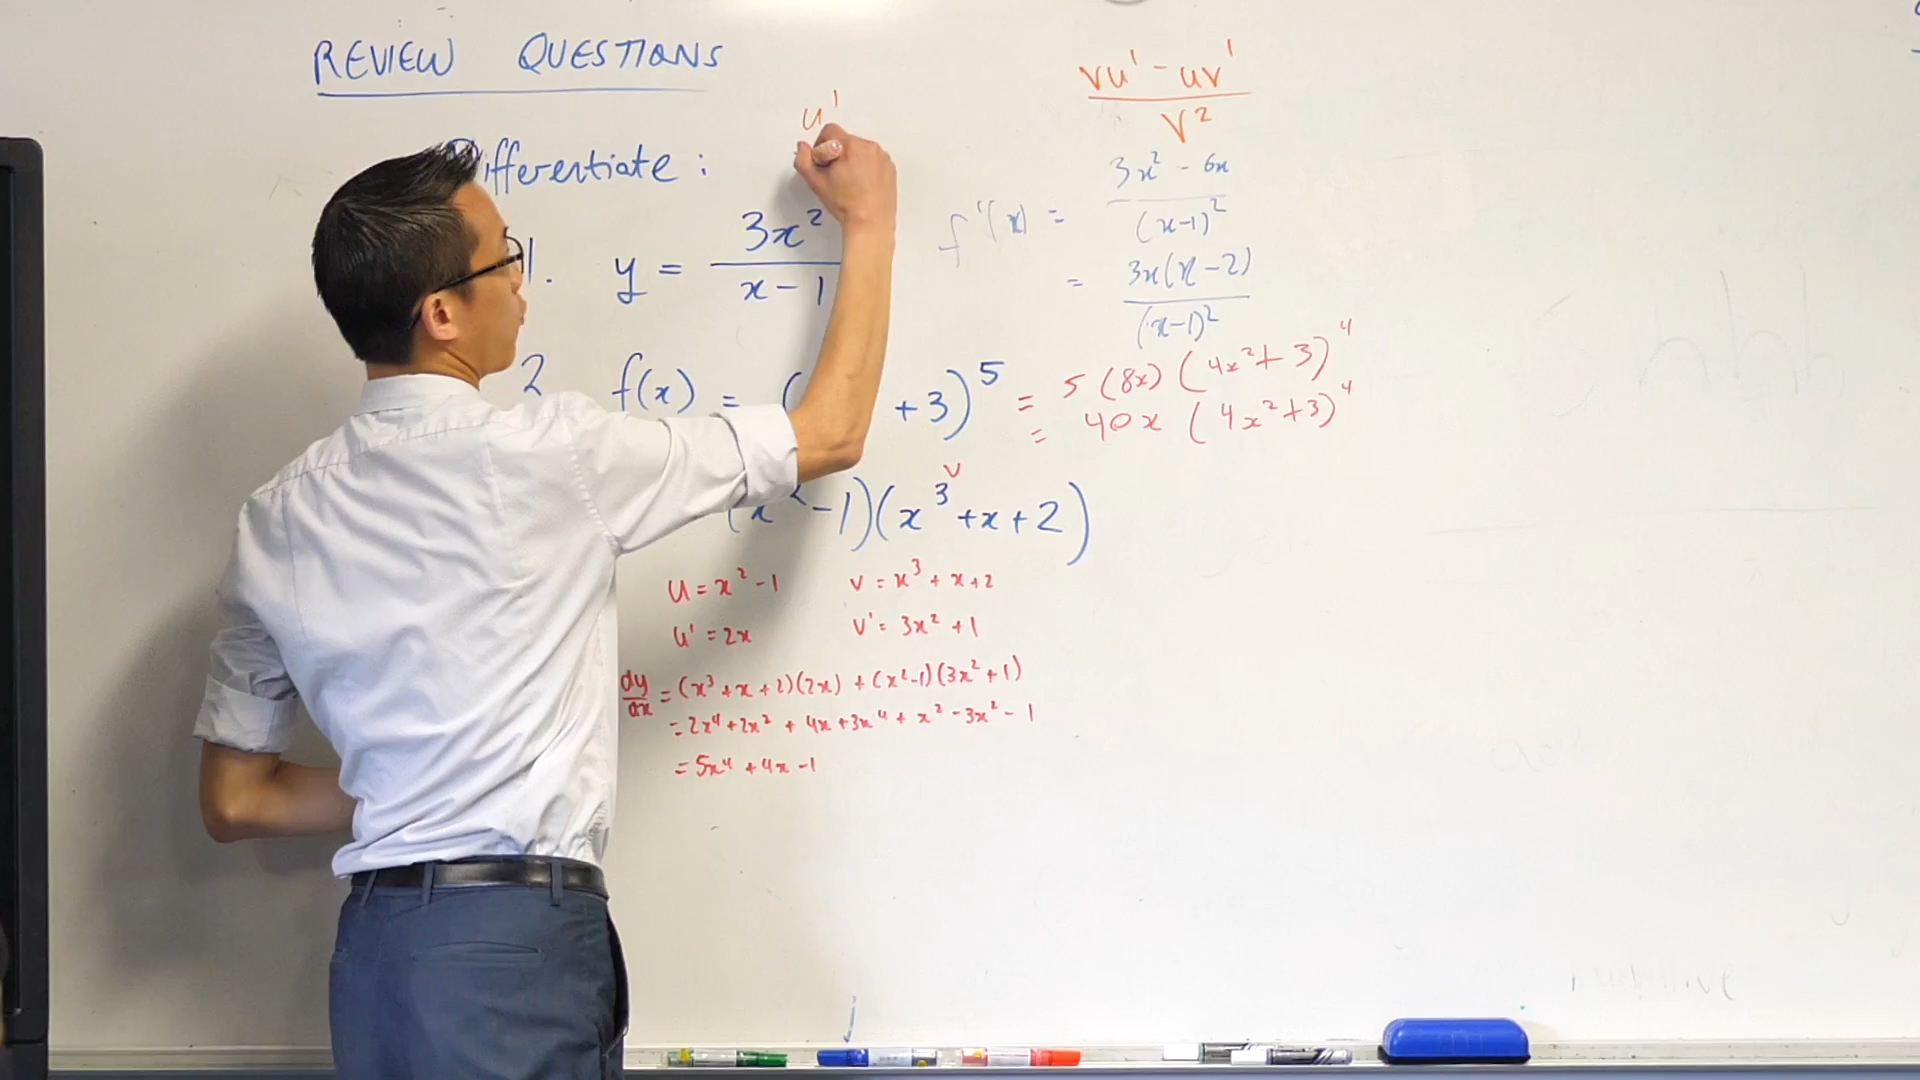 REVIEW QUESTIONS
Differentiate :
u'
1. y = 3x² / x - 1
vu' - uv' / v²
f'(x) = 3x² - 6x / (x-1)²
= 3x(x-2) / (x-1)²
2 f(x) = ( +3)⁵ = 5 (8x) (4x²+3)⁴
= 40x (4x²+3)⁴
v
(x²-1)(x³+x+2)
u = x²-1 v = x³+x+2
u' = 2x v' = 3x²+1
dy/dx = (x³+x+2)(2x) + (x²-1)(3x²+1)
= 2x⁴+2x² + 4x+3x⁴+ x²-3x²-1
= 5x⁴+4x-1